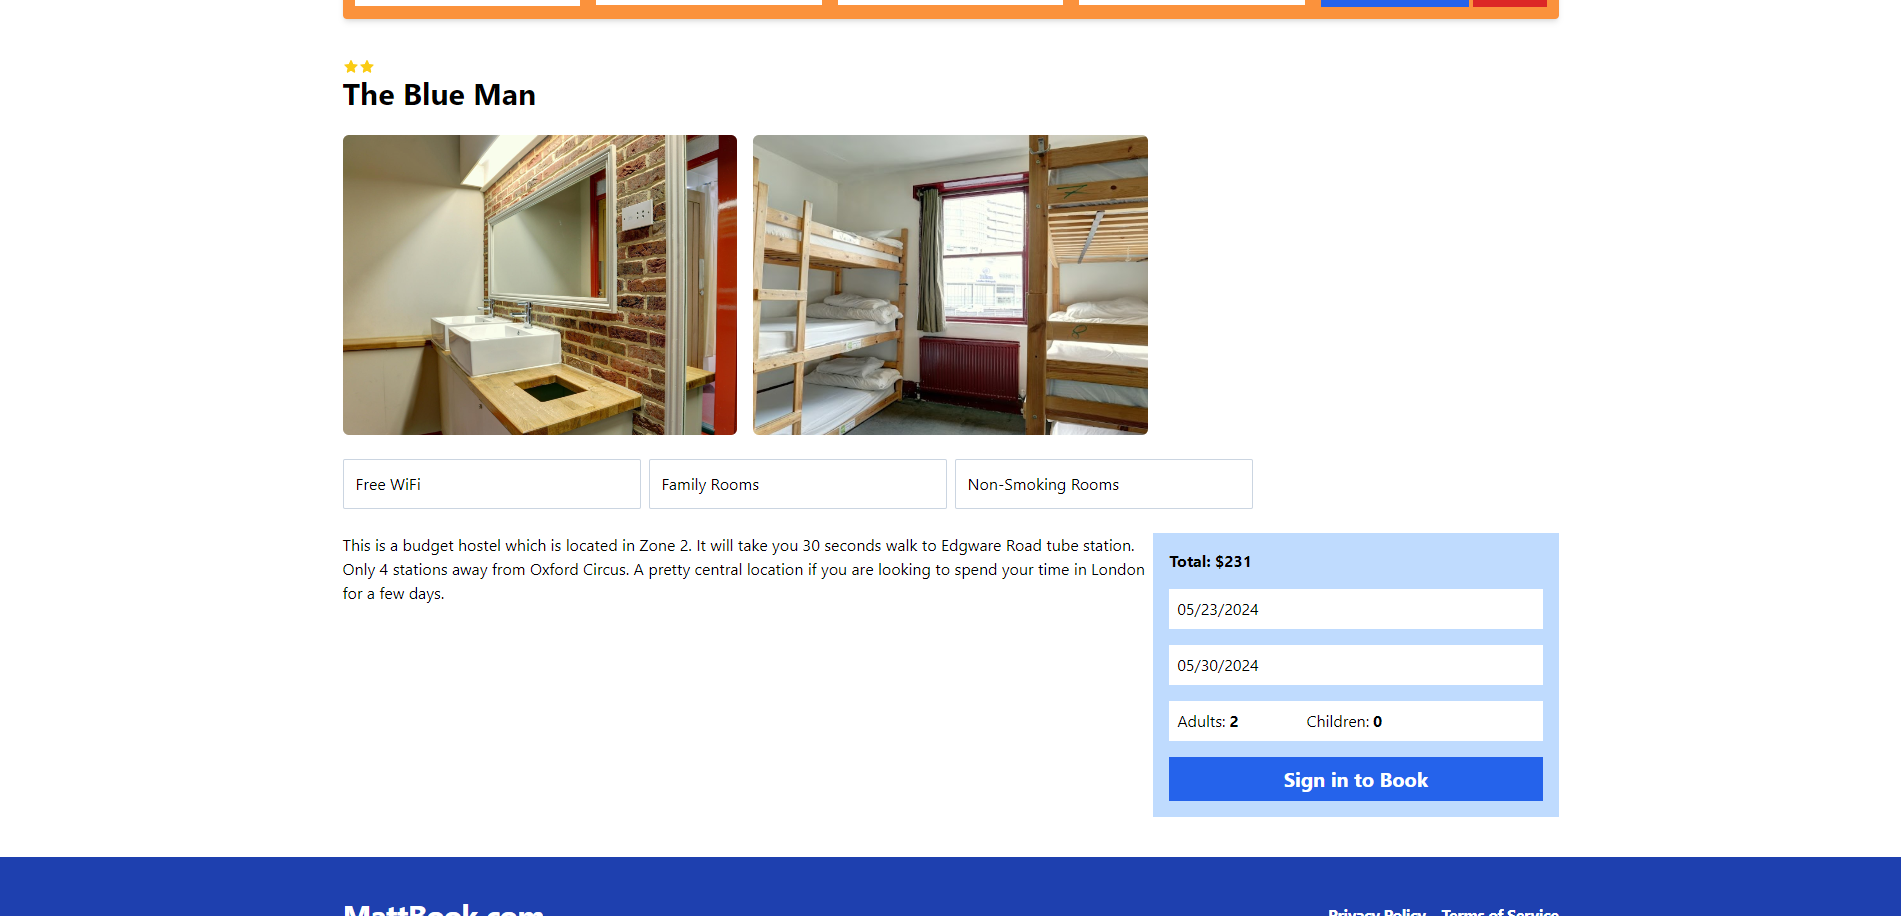 The Blue Man
Free WiFi
Family Rooms
Non-Smoking Rooms
This is a budget hostel which is located in Zone 2. It will take you 30 seconds walk to Edgware Road tube station.
Only 4 stations away from Oxford Circus. A pretty central location if you are looking to spend your time in London
for a few days.
Total: $231
05/23/2024
05/30/2024
Adults: 2 Children: 0
Sign in to Book
MattBook.com
Privacy Policy Terms of Service